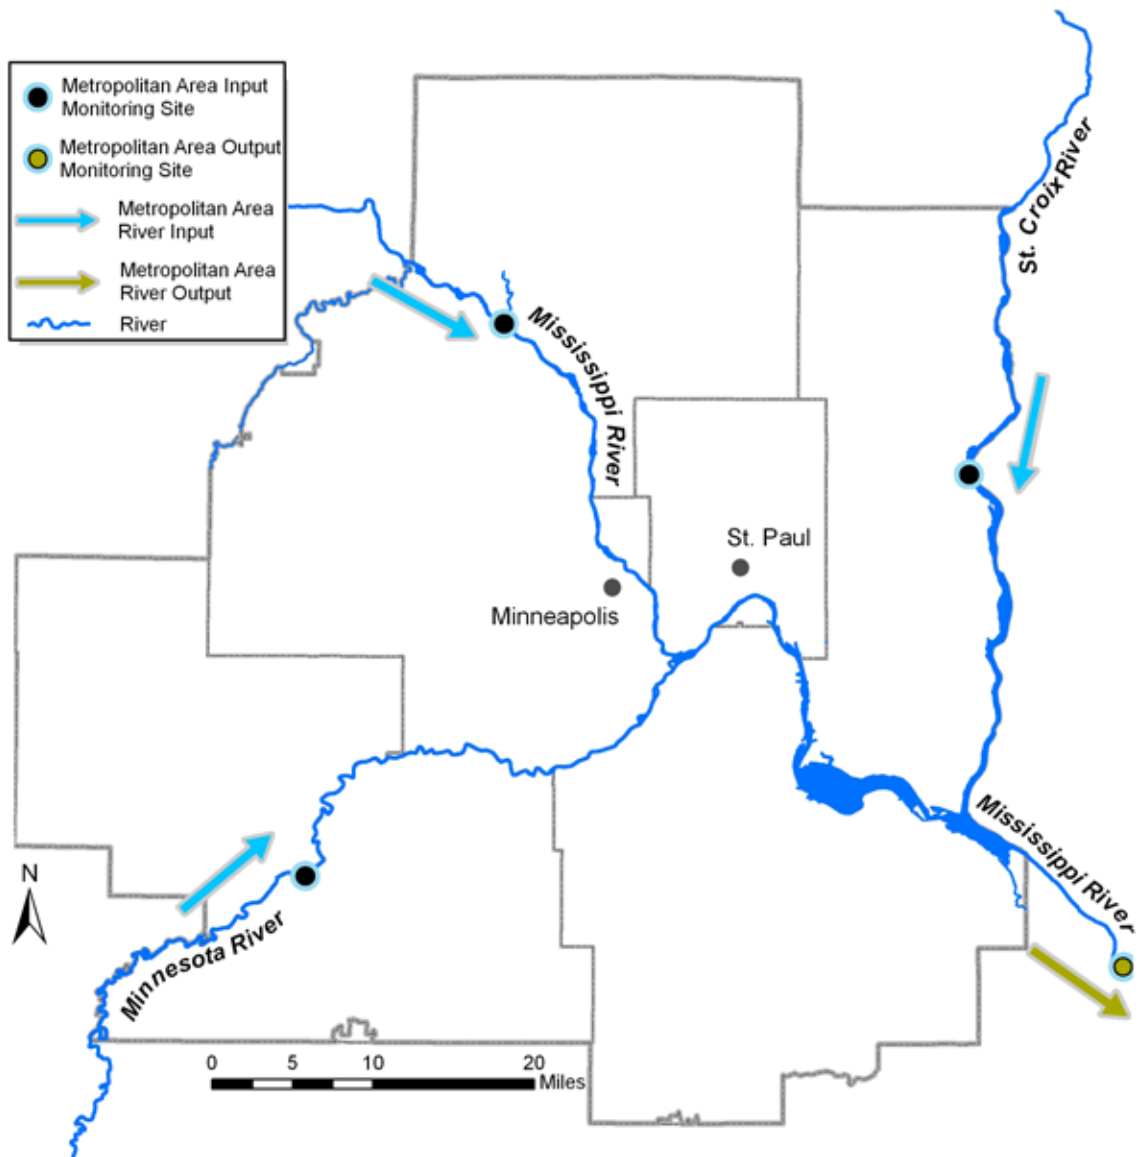 Metropolitan Area Input
Monitoring Site
Metropolitan Area Output
Monitoring Site
Metropolitan Area
River Input
Metropolitan Area
River Output
River
St. Croix River
Mississippi River
St. Paul
Minneapolis
Mississippi River
N
Minnesota River
0 5 10 20
Miles